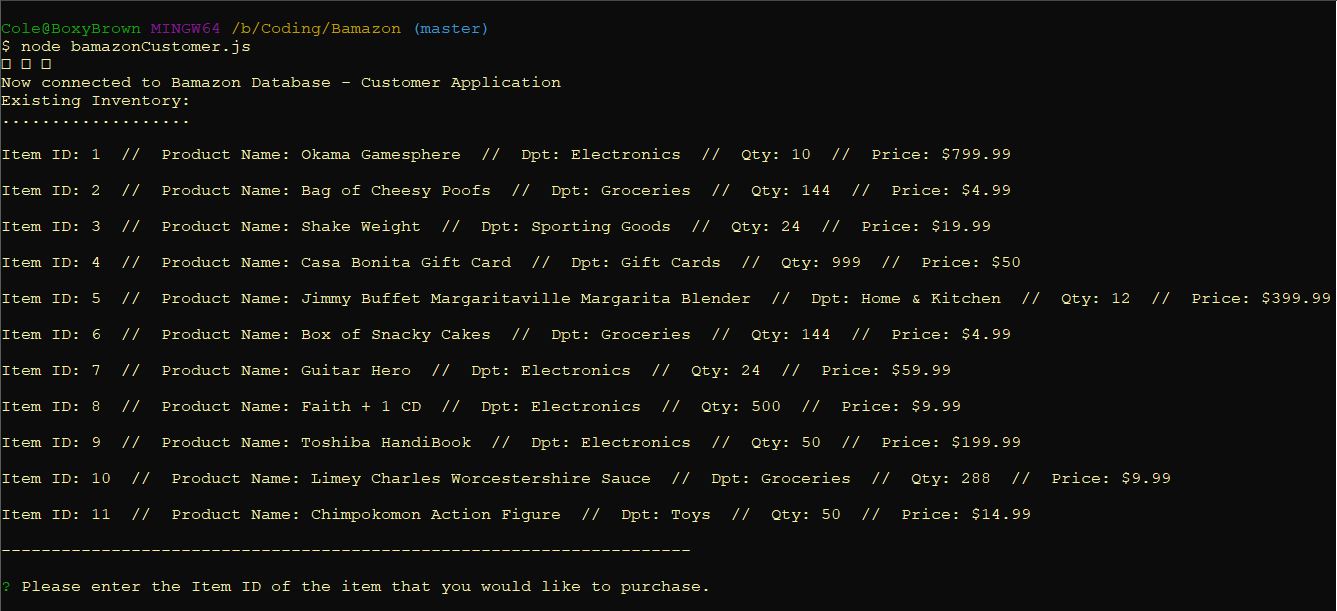 Cole@BoxyBrown MINGW64 /b/Coding/Bamazon (master)
$ node bamazonCustomer.js
□ □ □
Now connected to Bamazon Database - Customer Application
Existing Inventory:
...................
Item ID: 1  //  Product Name: Okama Gamesphere  //  Dpt: Electronics  //  Qty: 10  //  Price: $799.99
Item ID: 2  //  Product Name: Bag of Cheesy Poofs  //  Dpt: Groceries  //  Qty: 144  //  Price: $4.99
Item ID: 3  //  Product Name: Shake Weight  //  Dpt: Sporting Goods  //  Qty: 24  //  Price: $19.99
Item ID: 4  //  Product Name: Casa Bonita Gift Card  //  Dpt: Gift Cards  //  Qty: 999  //  Price: $50
Item ID: 5  //  Product Name: Jimmy Buffet Margaritaville Margarita Blender  //  Dpt: Home & Kitchen  //  Qty: 12  //  Price: $399.99
Item ID: 6  //  Product Name: Box of Snacky Cakes  //  Dpt: Groceries  //  Qty: 144  //  Price: $4.99
Item ID: 7  //  Product Name: Guitar Hero  //  Dpt: Electronics  //  Qty: 24  //  Price: $59.99
Item ID: 8  //  Product Name: Faith + 1 CD  //  Dpt: Electronics  //  Qty: 500  //  Price: $9.99
Item ID: 9  //  Product Name: Toshiba HandiBook  //  Dpt: Electronics  //  Qty: 50  //  Price: $199.99
Item ID: 10  //  Product Name: Limey Charles Worcestershire Sauce  //  Dpt: Groceries  //  Qty: 288  //  Price: $9.99
Item ID: 11  //  Product Name: Chimpokomon Action Figure  //  Dpt: Toys  //  Qty: 50  //  Price: $14.99
---------------------------------------------------------------------
? Please enter the Item ID of the item that you would like to purchase.